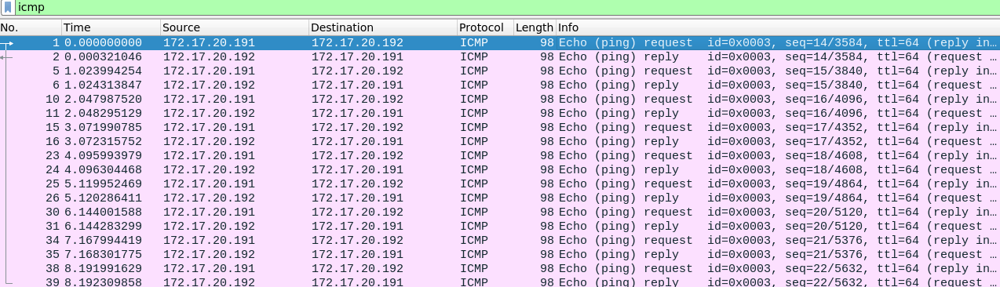 icmp
No. Time Source Destination Protocol Length Info
1 0.000000000 172.17.20.191 172.17.20.192 ICMP 98 Echo (ping) request id=0x0003, seq=14/3584, ttl=64 (reply in…
2 0.000321046 172.17.20.192 172.17.20.191 ICMP 98 Echo (ping) reply id=0x0003, seq=14/3584, ttl=64 (request …
5 1.023994254 172.17.20.191 172.17.20.192 ICMP 98 Echo (ping) request id=0x0003, seq=15/3840, ttl=64 (reply in…
6 1.024313847 172.17.20.192 172.17.20.191 ICMP 98 Echo (ping) reply id=0x0003, seq=15/3840, ttl=64 (request …
10 2.047987520 172.17.20.191 172.17.20.192 ICMP 98 Echo (ping) request id=0x0003, seq=16/4096, ttl=64 (reply in…
11 2.048295129 172.17.20.192 172.17.20.191 ICMP 98 Echo (ping) reply id=0x0003, seq=16/4096, ttl=64 (request …
15 3.071990785 172.17.20.191 172.17.20.192 ICMP 98 Echo (ping) request id=0x0003, seq=17/4352, ttl=64 (reply in…
16 3.072315752 172.17.20.192 172.17.20.191 ICMP 98 Echo (ping) reply id=0x0003, seq=17/4352, ttl=64 (request …
23 4.095993979 172.17.20.191 172.17.20.192 ICMP 98 Echo (ping) request id=0x0003, seq=18/4608, ttl=64 (reply in…
24 4.096304468 172.17.20.192 172.17.20.191 ICMP 98 Echo (ping) reply id=0x0003, seq=18/4608, ttl=64 (request …
25 5.119952469 172.17.20.191 172.17.20.192 ICMP 98 Echo (ping) request id=0x0003, seq=19/4864, ttl=64 (reply in…
26 5.120286411 172.17.20.192 172.17.20.191 ICMP 98 Echo (ping) reply id=0x0003, seq=19/4864, ttl=64 (request …
30 6.144001588 172.17.20.191 172.17.20.192 ICMP 98 Echo (ping) request id=0x0003, seq=20/5120, ttl=64 (reply in…
31 6.144283299 172.17.20.192 172.17.20.191 ICMP 98 Echo (ping) reply id=0x0003, seq=20/5120, ttl=64 (request …
34 7.167994419 172.17.20.191 172.17.20.192 ICMP 98 Echo (ping) request id=0x0003, seq=21/5376, ttl=64 (reply in…
35 7.168301775 172.17.20.192 172.17.20.191 ICMP 98 Echo (ping) reply id=0x0003, seq=21/5376, ttl=64 (request …
38 8.191991629 172.17.20.191 172.17.20.192 ICMP 98 Echo (ping) request id=0x0003, seq=22/5632, ttl=64 (reply in…
39 8.192309858 172.17.20.192 172.17.20.191 ICMP 98 Echo (ping) reply id=0x0003, seq=22/5632, ttl=64 (request …